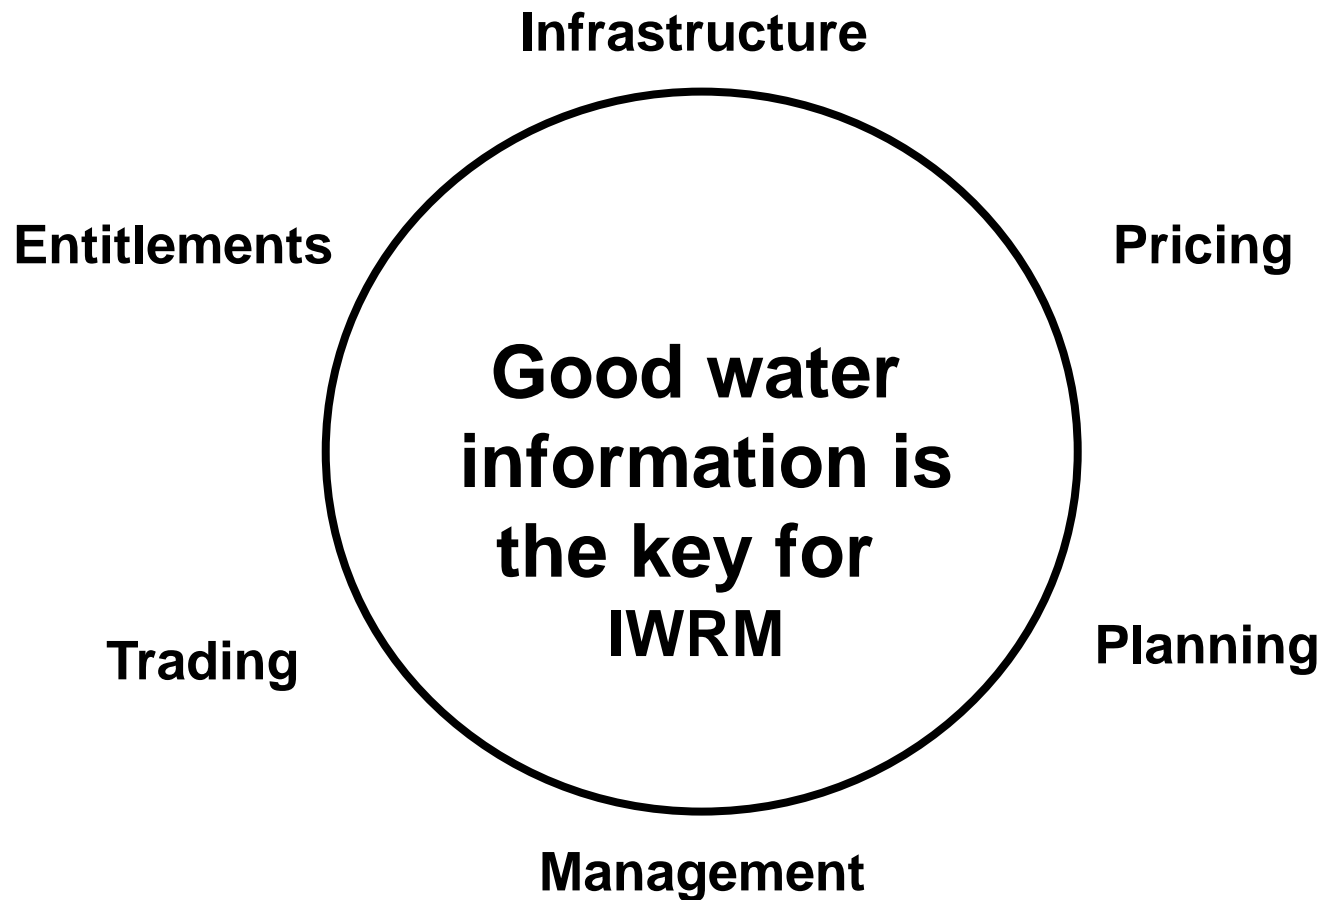 Infrastructure
Entitlements
Pricing
Good water
information is
the key for
IWRM
Trading
Planning
Management